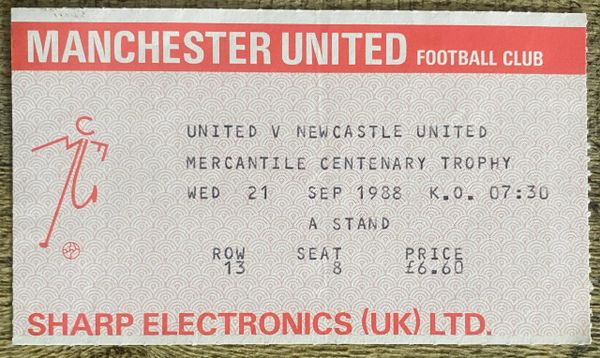 MANCHESTER UNITED FOOTBALL CLUB
UNITED V NEWCASTLE UNITED
MERCANTILE CENTENARY TROPHY
WED 21 SEP 1988 K.O. 07:30
A STAND
ROW SEAT PRICE
13 8 £6.60
SHARP ELECTRONICS (UK) LTD.